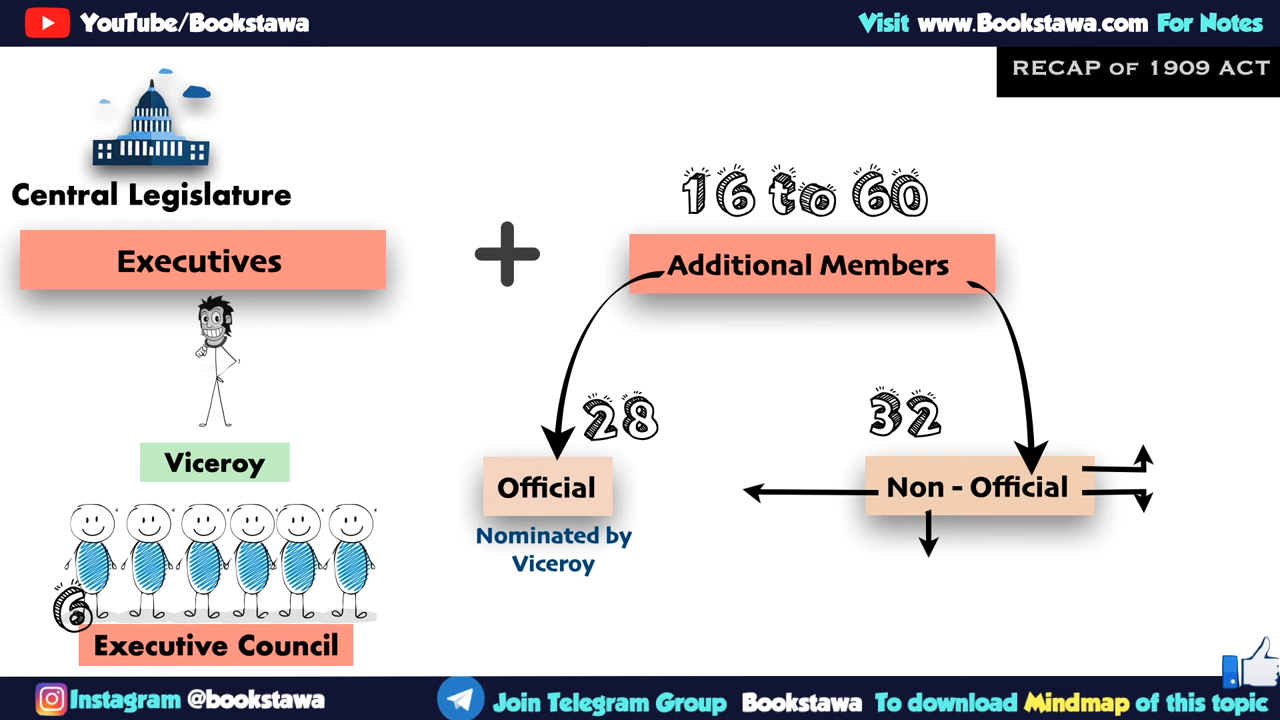 YouTube/Bookstawa
Visit www.Bookstawa.com For Notes
RECAP OF 1909 ACT
Central Legislature
Executives
16 to 60
Additional Members
Viceroy
28
32
Official
Non - Official
Nominated by
Viceroy
6
Executive Council
Instagram @bookstawa
Join Telegram Group Bookstawa To download Mindmap of this topic